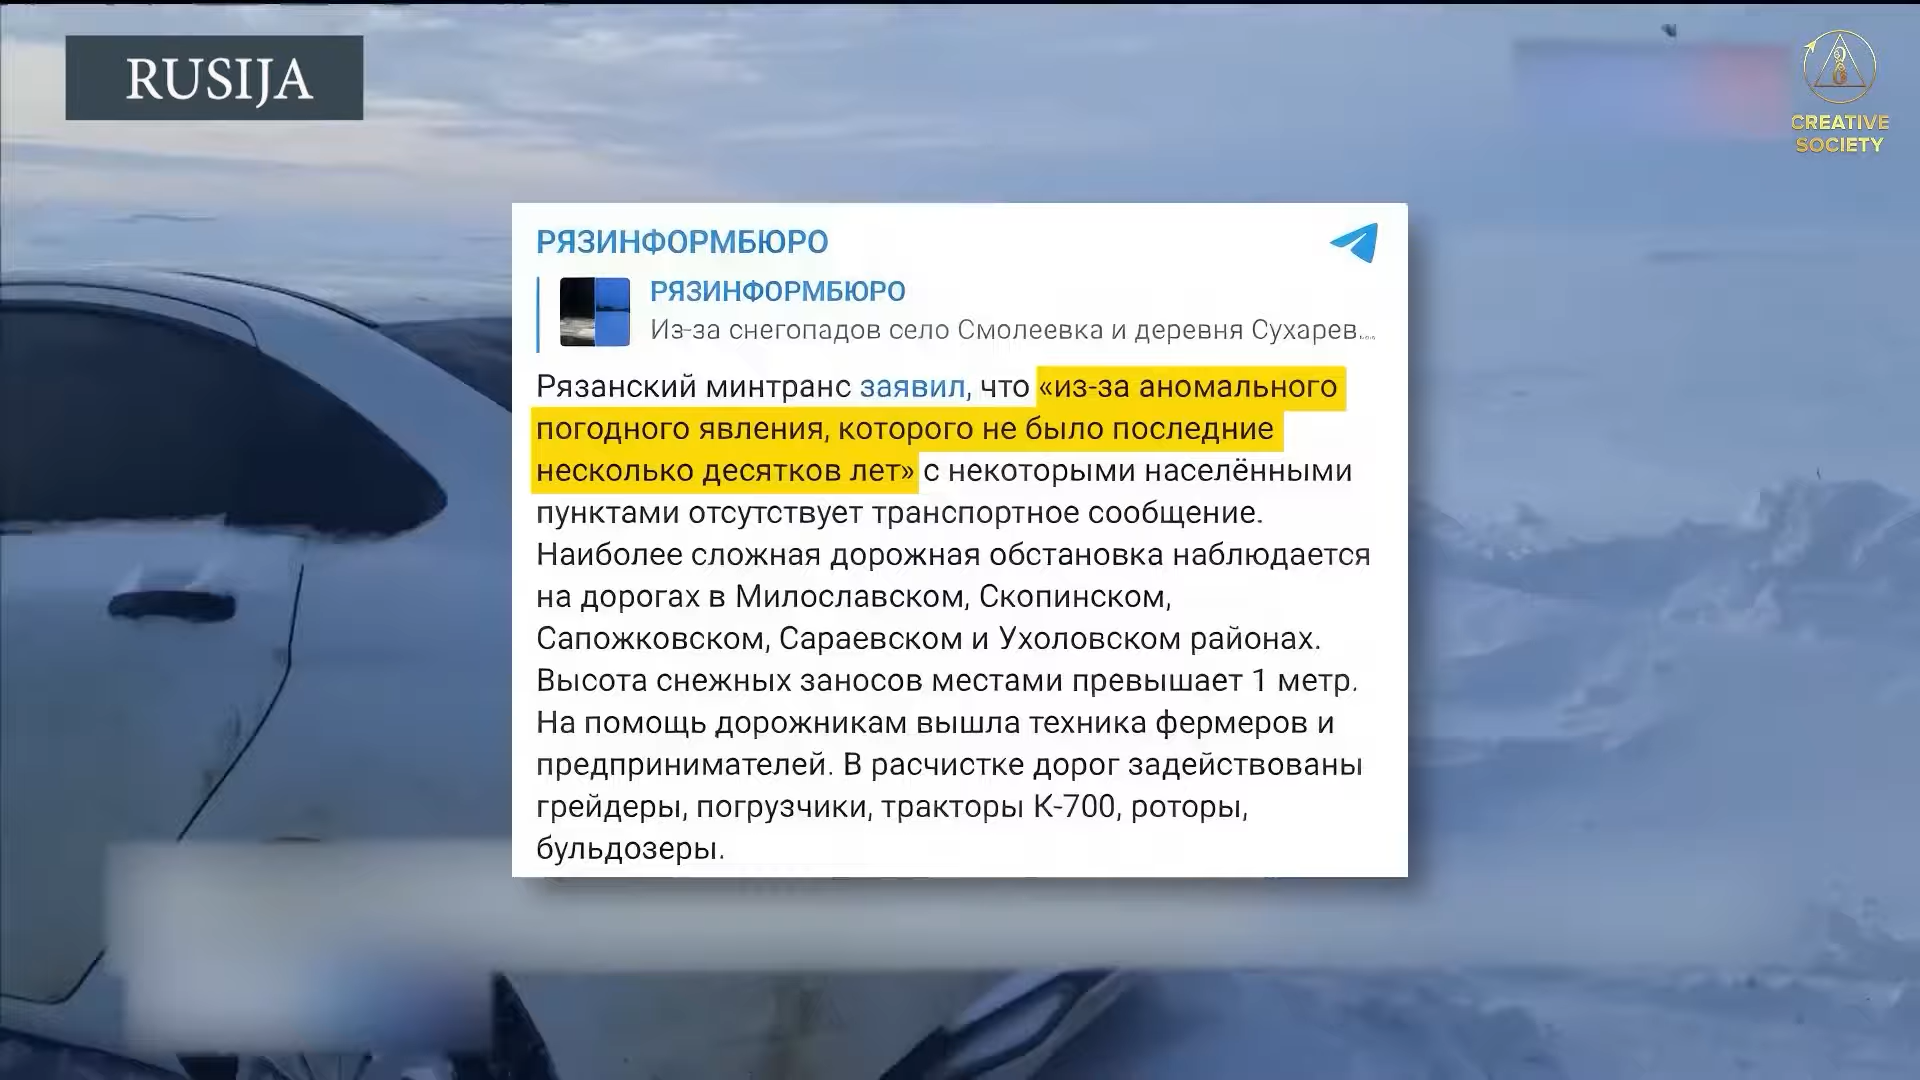 RUSIJA
CREATIVE
SOCIETY
РЯЗИНФОРМБЮРО
РЯЗИНФОРМБЮРО
Из-за снегопадов село Смолеевка и деревня Сухарев...
Рязанский минтранс заявил, что «из-за аномального
погодного явления, которого не было последние
несколько десятков лет» с некоторыми населёнными
пунктами отсутствует транспортное сообщение.
Наиболее сложная дорожная обстановка наблюдается
на дорогах в Милославском, Скопинском,
Сапожковском, Сараевском и Ухоловском районах.
Высота снежных заносов местами превышает 1 метр.
На помощь дорожникам вышла техника фермеров и
предпринимателей. В расчистке дорог задействованы
грейдеры, погрузчики, тракторы К-700, роторы,
бульдозеры.